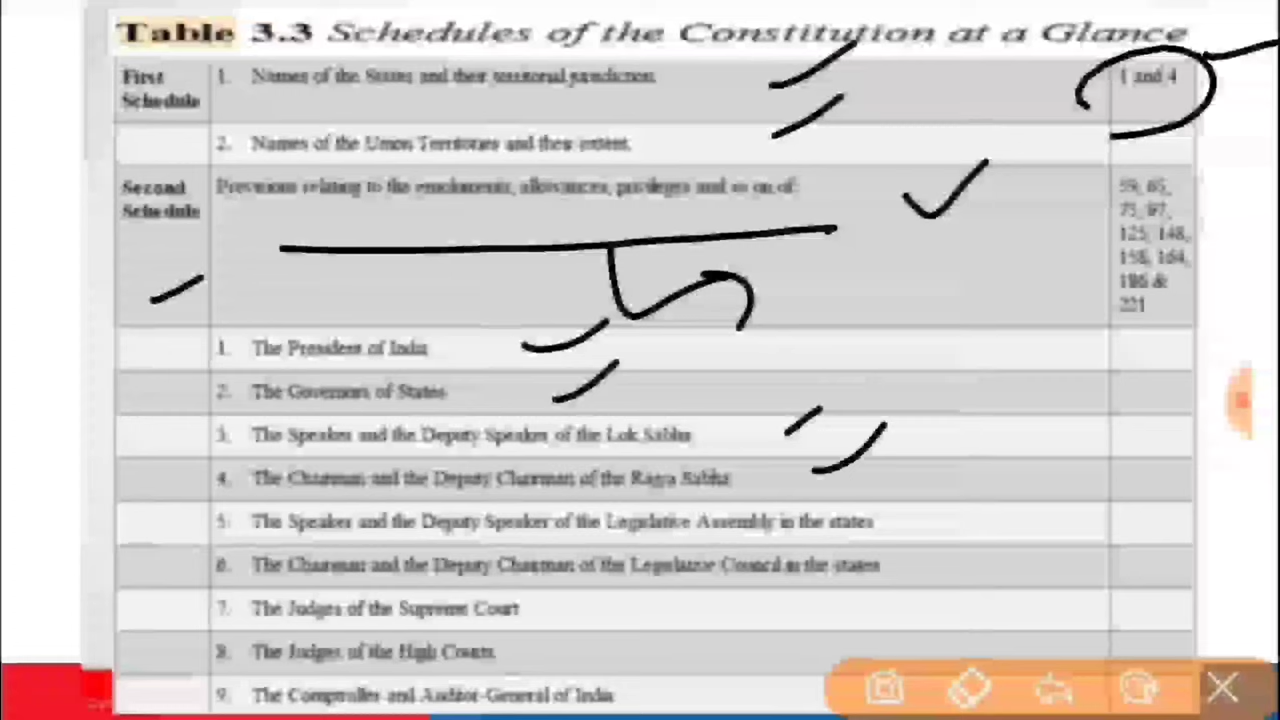 Table 3.3 Schedules of the Constitution at a Glance
First Schedule 1. Names of the States and their territorial jurisdiction. 1 and 4
2. Names of the Union Territories and their extent.
Second Schedule Provisions relating to the emoluments, allowances, privileges and so on of: 59, 65,
75, 97,
125, 148,
158, 164,
186 &
221
1. The President of India
2. The Governors of States
3. The Speaker and the Deputy Speaker of the Lok Sabha
4. The Chairman and the Deputy Chairman of the Rajya Sabha
5. The Speaker and the Deputy Speaker of the Legislative Assembly in the states
6. The Chairman and the Deputy Chairman of the Legislative Council in the states
7. The Judges of the Supreme Court
8. The Judges of the High Courts
9. The Comptroller and Auditor-General of India